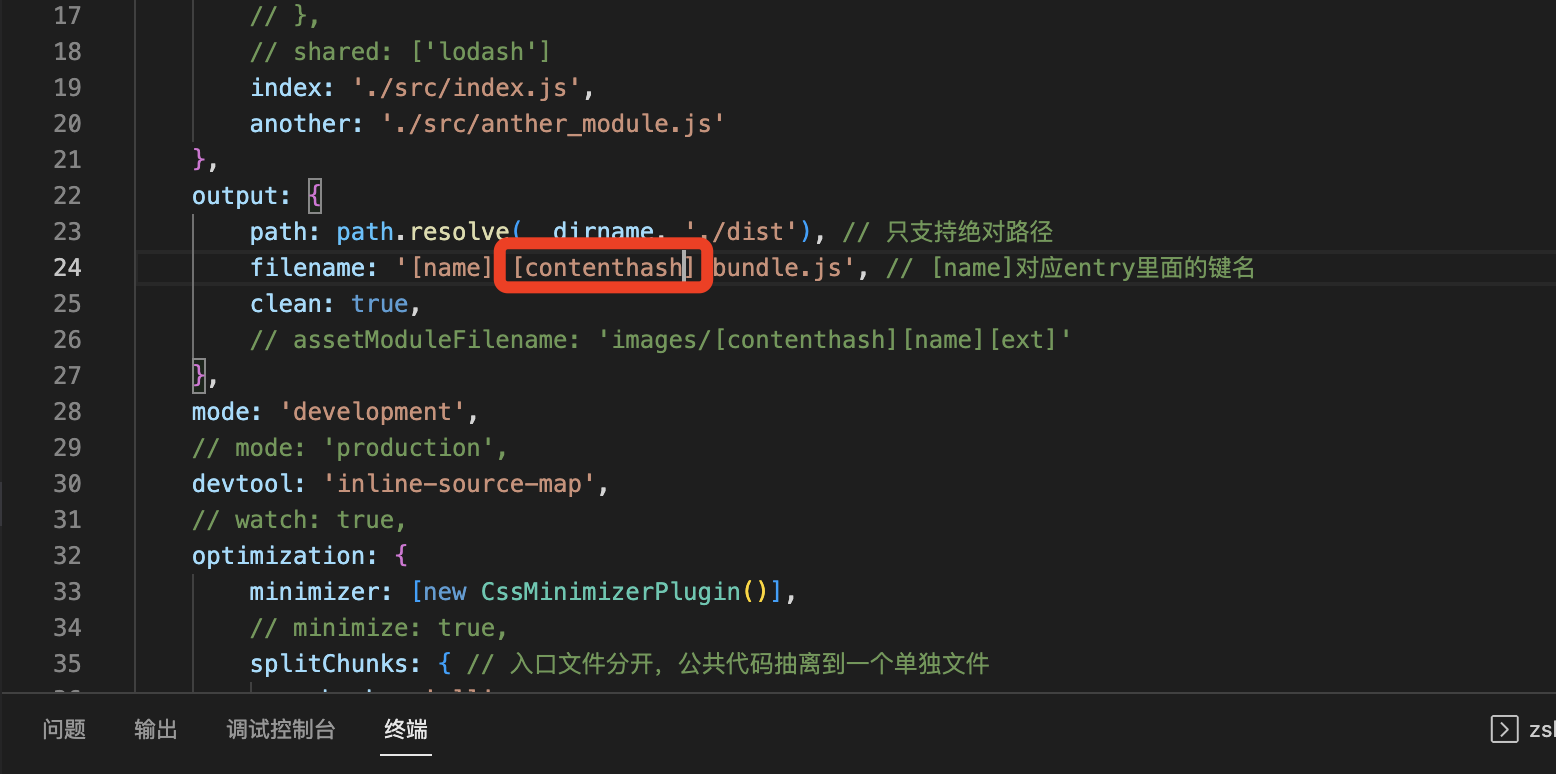 17 // },
18 // shared: ['lodash']
19 index: './src/index.js',
20 another: './src/anther_module.js'
21 },
22 output: {
23 path: path.resolve(__dirname, './dist'), // 只支持绝对路径
24 filename: '[name] [contenthash] bundle.js', // [name]对应entry里面的键名
25 clean: true,
26 // assetModuleFilename: 'images/[contenthash][name][ext]'
27 },
28 mode: 'development',
29 // mode: 'production',
30 devtool: 'inline-source-map',
31 // watch: true,
32 optimization: {
33 minimizer: [new CssMinimizerPlugin()],
34 // minimize: true,
35 splitChunks: { // 入口文件分开，公共代码抽离到一个单独文件
问题 输出 调试控制台 终端